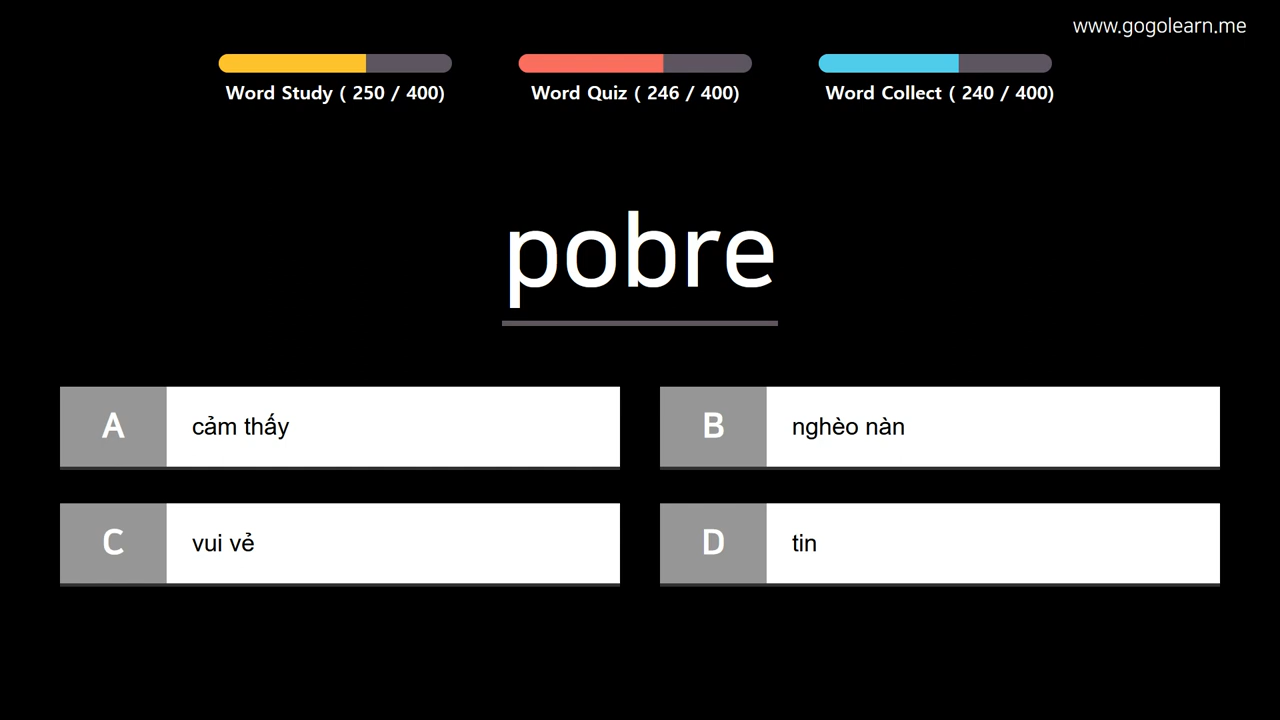 www.gogolearn.me
Word Study ( 250 / 400)
Word Quiz ( 246 / 400)
Word Collect ( 240 / 400)
pobre
A cảm thấy
B nghèo nàn
C vui vẻ
D tin